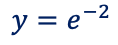 y = e⁻²